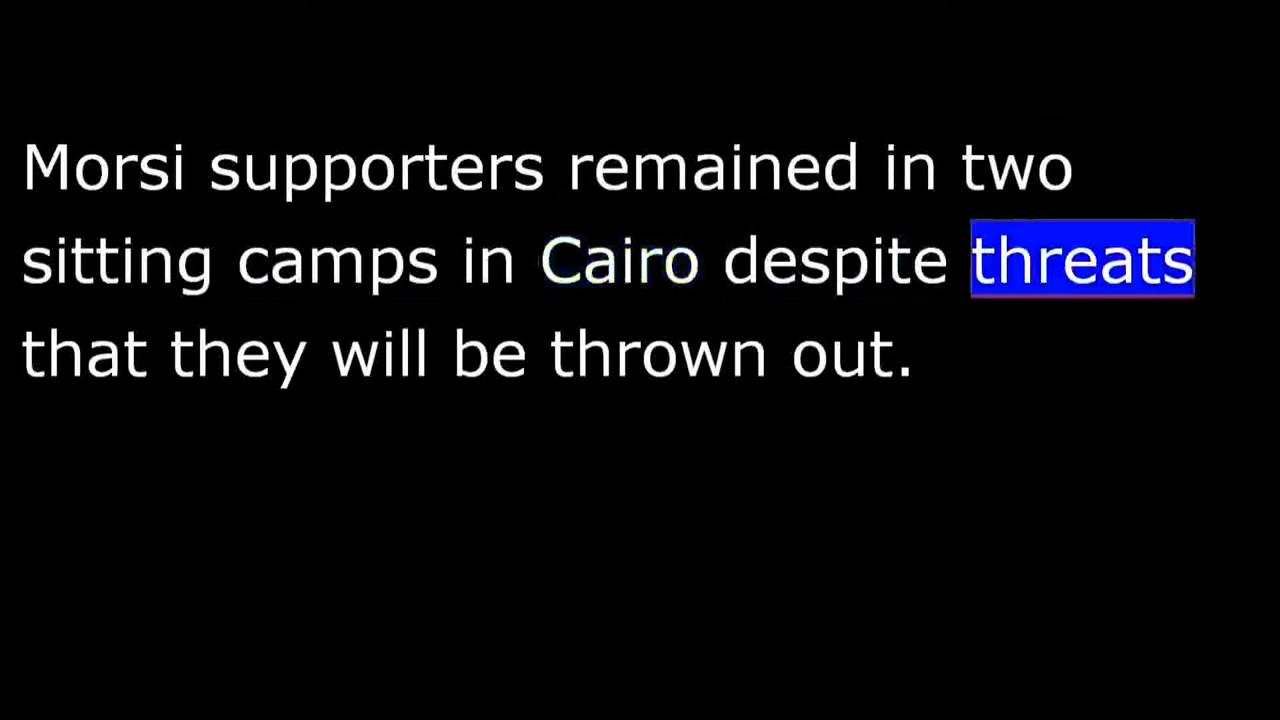 Morsi supporters remained in two
sitting camps in Cairo despite threats
that they will be thrown out.